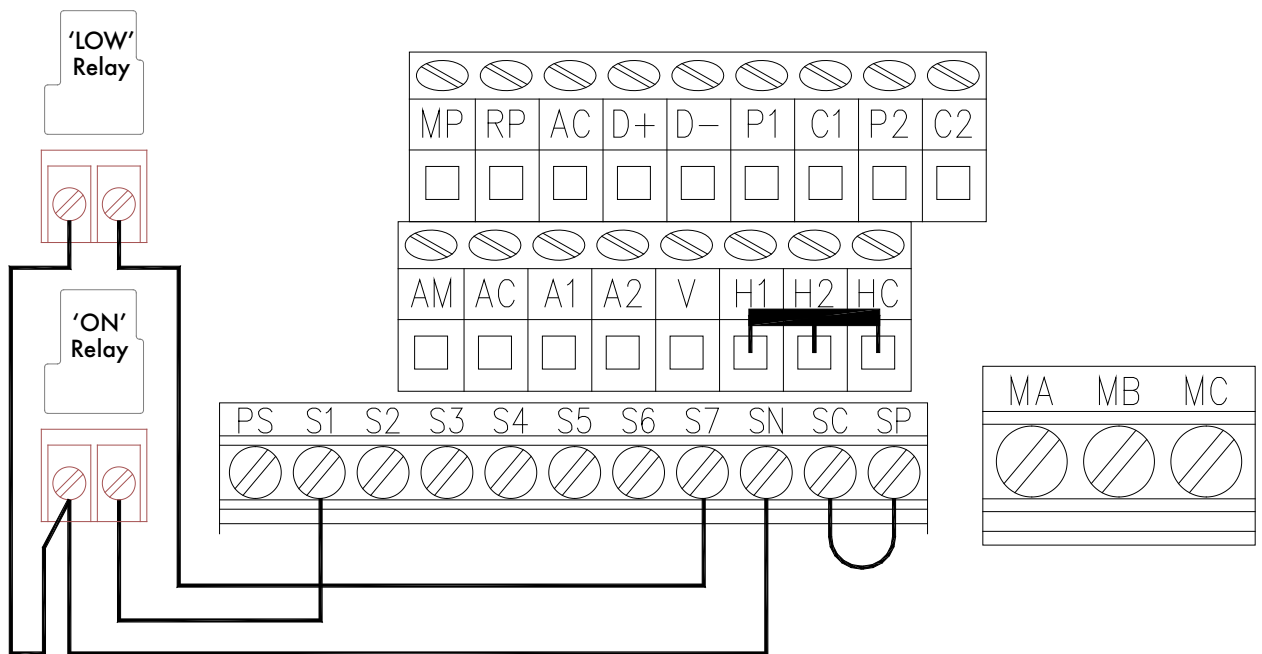 'LOW'
Relay
MP RP AC D+ D− P1 C1 P2 C2
AM AC A1 A2 V H1 H2 HC
'ON'
Relay
PS S1 S2 S3 S4 S5 S6 S7 SN SC SP
MA MB MC